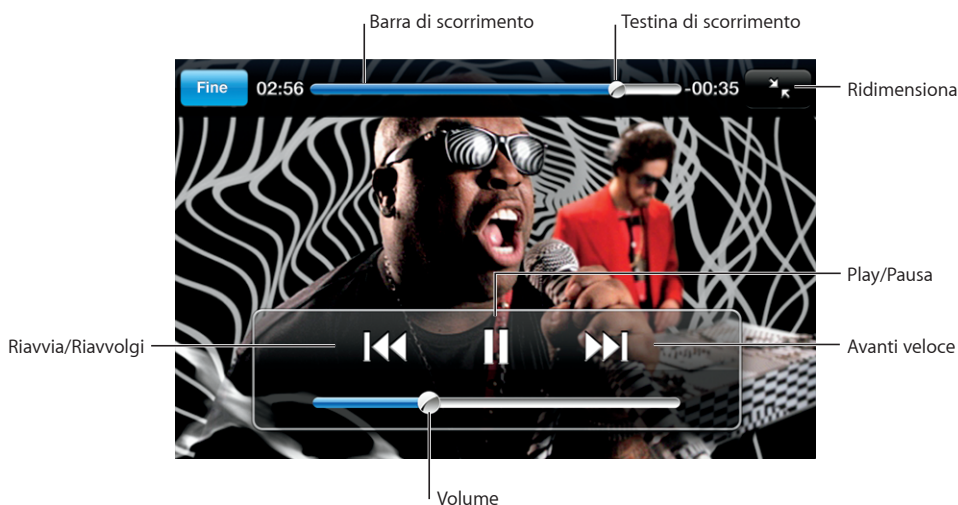 Barra di scorrimento
Testina di scorrimento
Fine 02:56 -00:35
Ridimensiona
Play/Pausa
Riavvia/Riavvolgi
Avanti veloce
Volume